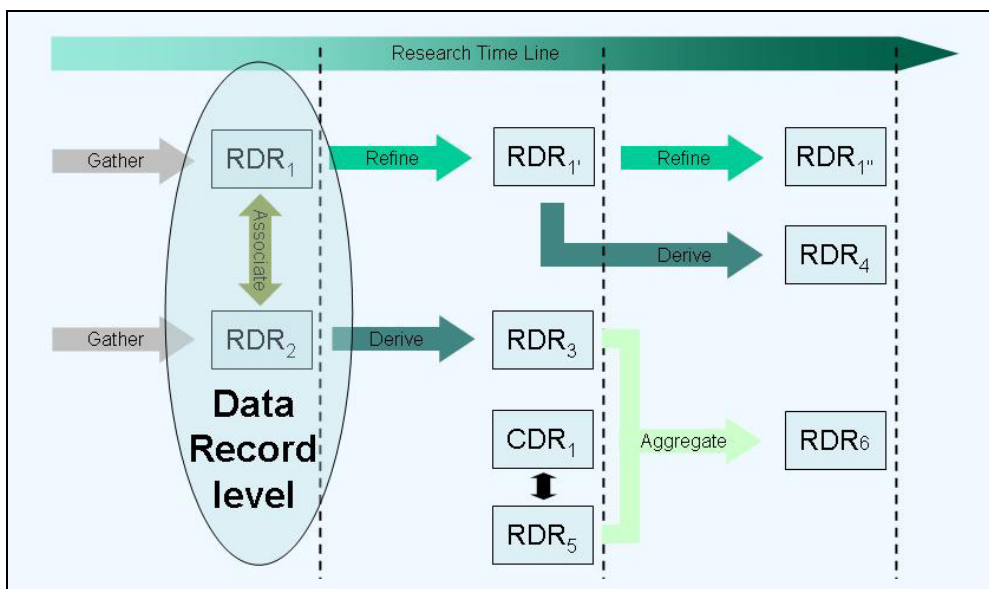 Research Time Line
Gather
RDR₁
Refine
RDR₁'
Refine
RDR₁"
Associate
Derive
RDR₄
Gather
RDR₂
Derive
RDR₃
Data
Record
level
CDR₁
Aggregate
RDR₆
RDR₅